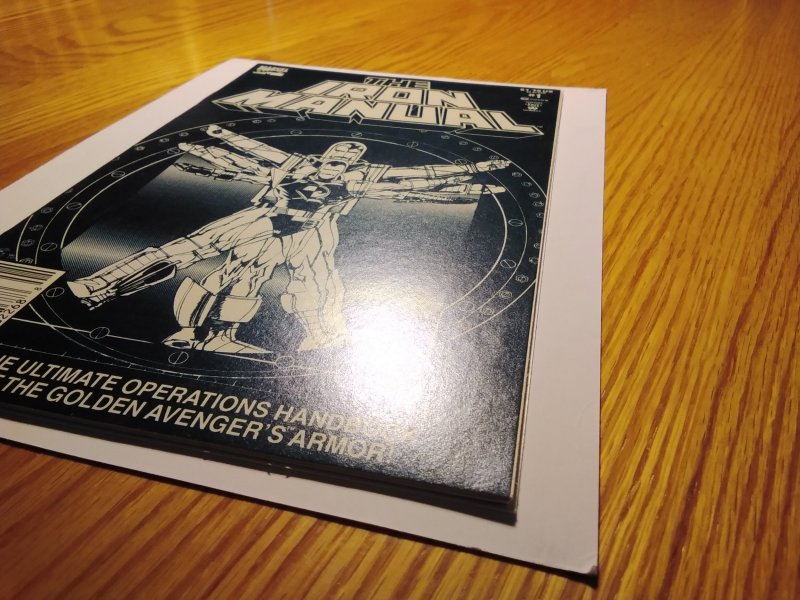 MARVEL
THE
IRON
MANUAL
#1
THE ULTIMATE OPERATIONS HANDBOOK
THE GOLDEN AVENGER'S ARMOR!